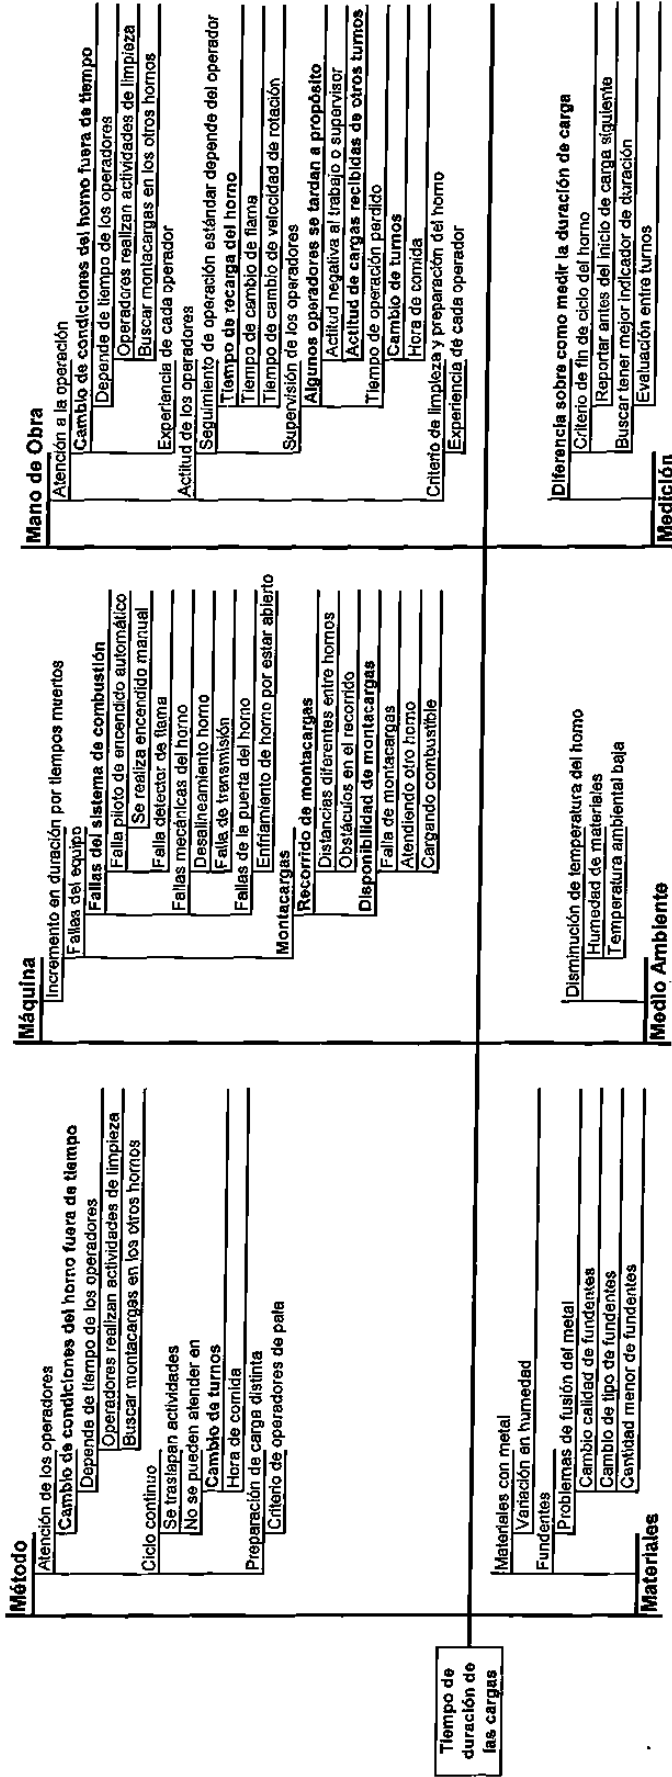 Tiempo de
duración de
las cargas
Método
Atención de los operadores
Cambio de condiciones del horno fuera de tiempo
Depende de tiempo de los operadores
Operadores realizan actividades de limpieza
Buscar montacargas en los otros hornos
Ciclo continuo
Se traslapan actividades
No se pueden atender en
Cambio de turnos
Hora de comida
Preparación de carga distinta
Criterio de operadores de pala
Máquina
Incremento en duración por tiempos muertos
Fallas del equipo
Fallas del sistema de combustión
Falla piloto de encendido automático
Se realiza encendido manual
Falla detector de flama
Fallas mecánicas del horno
Desalineamiento horno
Falla de transmisión
Fallas de la puerta del horno
Enfriamiento de horno por estar abierto
Montacargas
Recorrido de montacargas
Distancias diferentes entre hornos
Obstáculos en el recorrido
Disponibilidad de montacargas
Falla de montacargas
Atendiendo otro horno
Cargando combustible
Mano de Obra
Atención a la operación
Cambio de condiciones del horno fuera de tiempo
Depende de tiempo de los operadores
Operadores realizan actividades de limpieza
Buscar montacargas en los otros hornos
Experiencia de cada operador
Actitud de los operadores
Seguimiento de operación estándar depende del operador
Tiempo de recarga del horno
Tiempo de cambio de flama
Tiempo de cambio de velocidad de rotación
Supervisión de los operadores
Algunos operadores se tardan a propósito
Actitud negativa al trabajo o supervisor
Actitud de cargas recibidas de otros turnos
Tiempo de operación perdido
Cambio de turnos
Hora de comida
Criterio de limpieza y preparación del horno
Experiencia de cada operador
Materiales con metal
Variación en humedad
Fundentes
Problemas de fusión del metal
Cambio calidad de fundentes
Cambio de tipo de fundentes
Cantidad menor de fundentes
Materiales
Disminución de temperatura del horno
Humedad de materiales
Temperatura ambiental baja
Medio Ambiente
Diferencia sobre como medir la duración de carga
Criterio de fin de ciclo del horno
Reportar antes del inicio de carga siguiente
Buscar tener mejor indicador de duración
Evaluación entre turnos
Medición